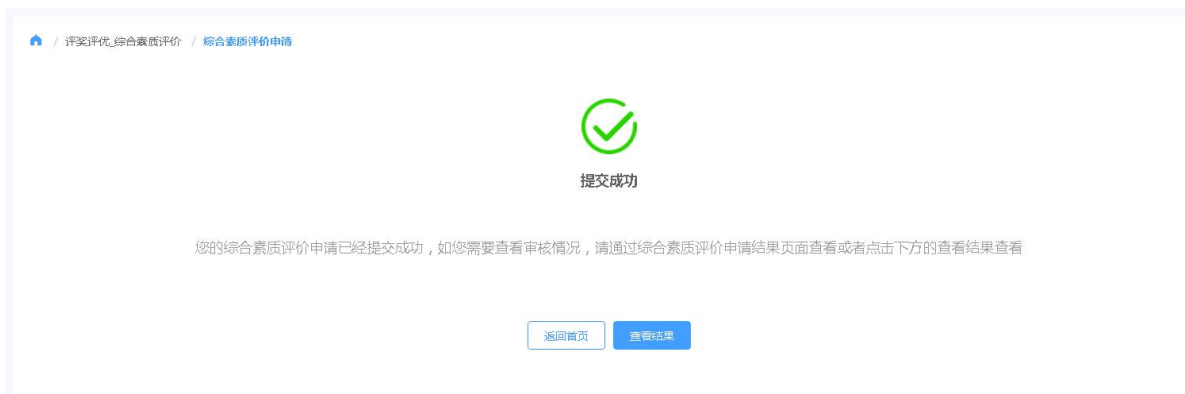 / 评奖评优_综合素质评价 / 综合素质评价申请
提交成功
您的综合素质评价申请已经提交成功，如您需要查看审核情况，请通过综合素质评价申请结果页面查看或者点击下方的查看结果查看
返回首页 查看结果